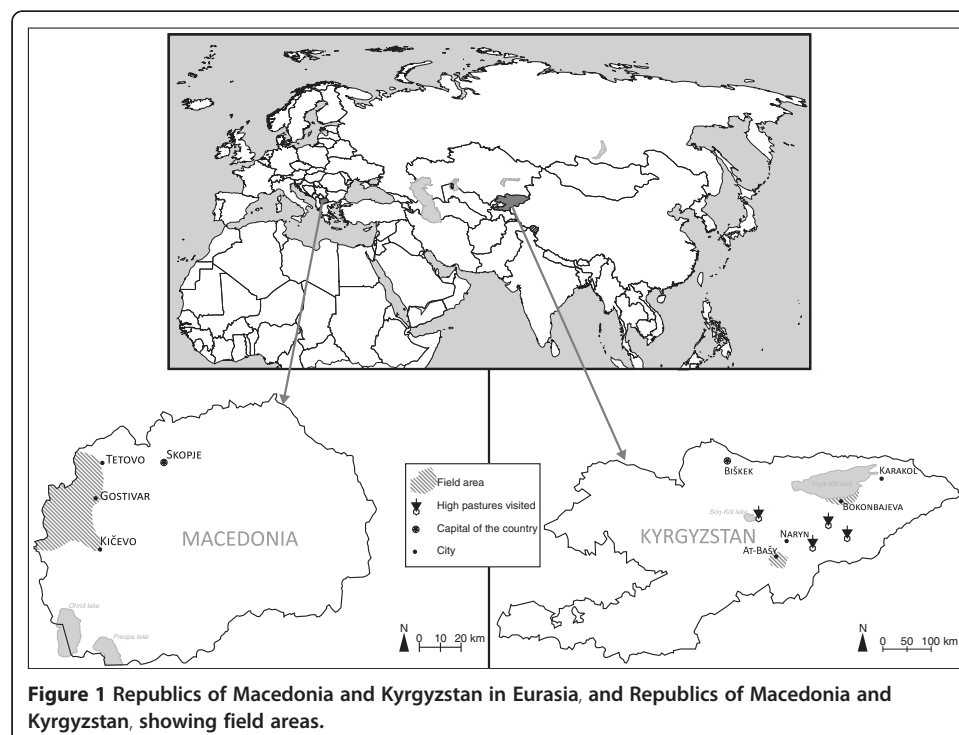 TETOVO
SKOPJE
GOSTIVAR
KIČEVO
MACEDONIA
Ohrid lake
Prespa lake
N
0 10 20 km
Field area
High pastures visited
Capital of the country
City
BIŠKEK
KARAKOL
Ysyk-Köl lake
BOKONBAJEVA
Soŋ-Köl lake
KYRGYZSTAN
NARYN
AT-BAŠY
N
0 50 100 km
Figure 1 Republics of Macedonia and Kyrgyzstan in Eurasia, and Republics of Macedonia and
Kyrgyzstan, showing field areas.